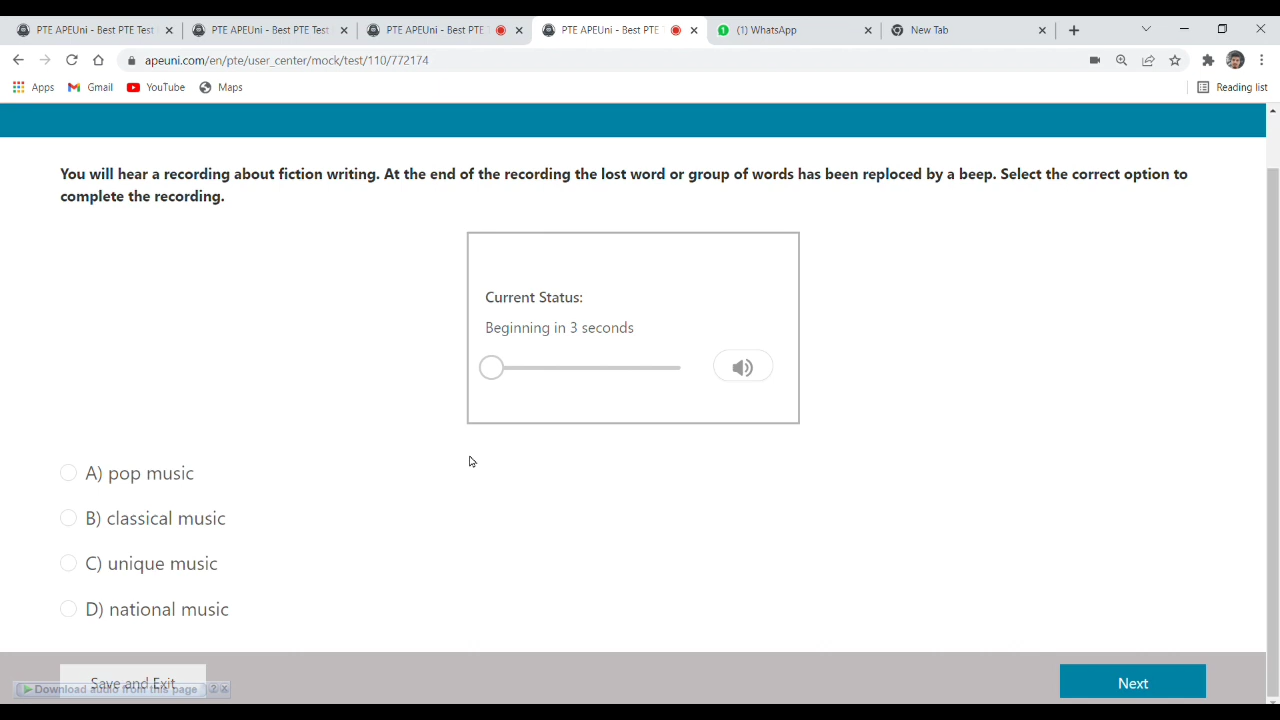 PTE APEUni - Best PTE Test PTE APEUni - Best PTE Test PTE APEUni - Best PTE PTE APEUni - Best PTE (1) WhatsApp New Tab
apeuni.com/en/pte/user_center/mock/test/110/772174
Apps Gmail YouTube Maps Reading list
You will hear a recording about fiction writing. At the end of the recording the lost word or group of words has been reploced by a beep. Select the correct option to
complete the recording.
Current Status:
Beginning in 3 seconds
A) pop music
B) classical music
C) unique music
D) national music
Save and Exit
Download audio from this page ? X
Next